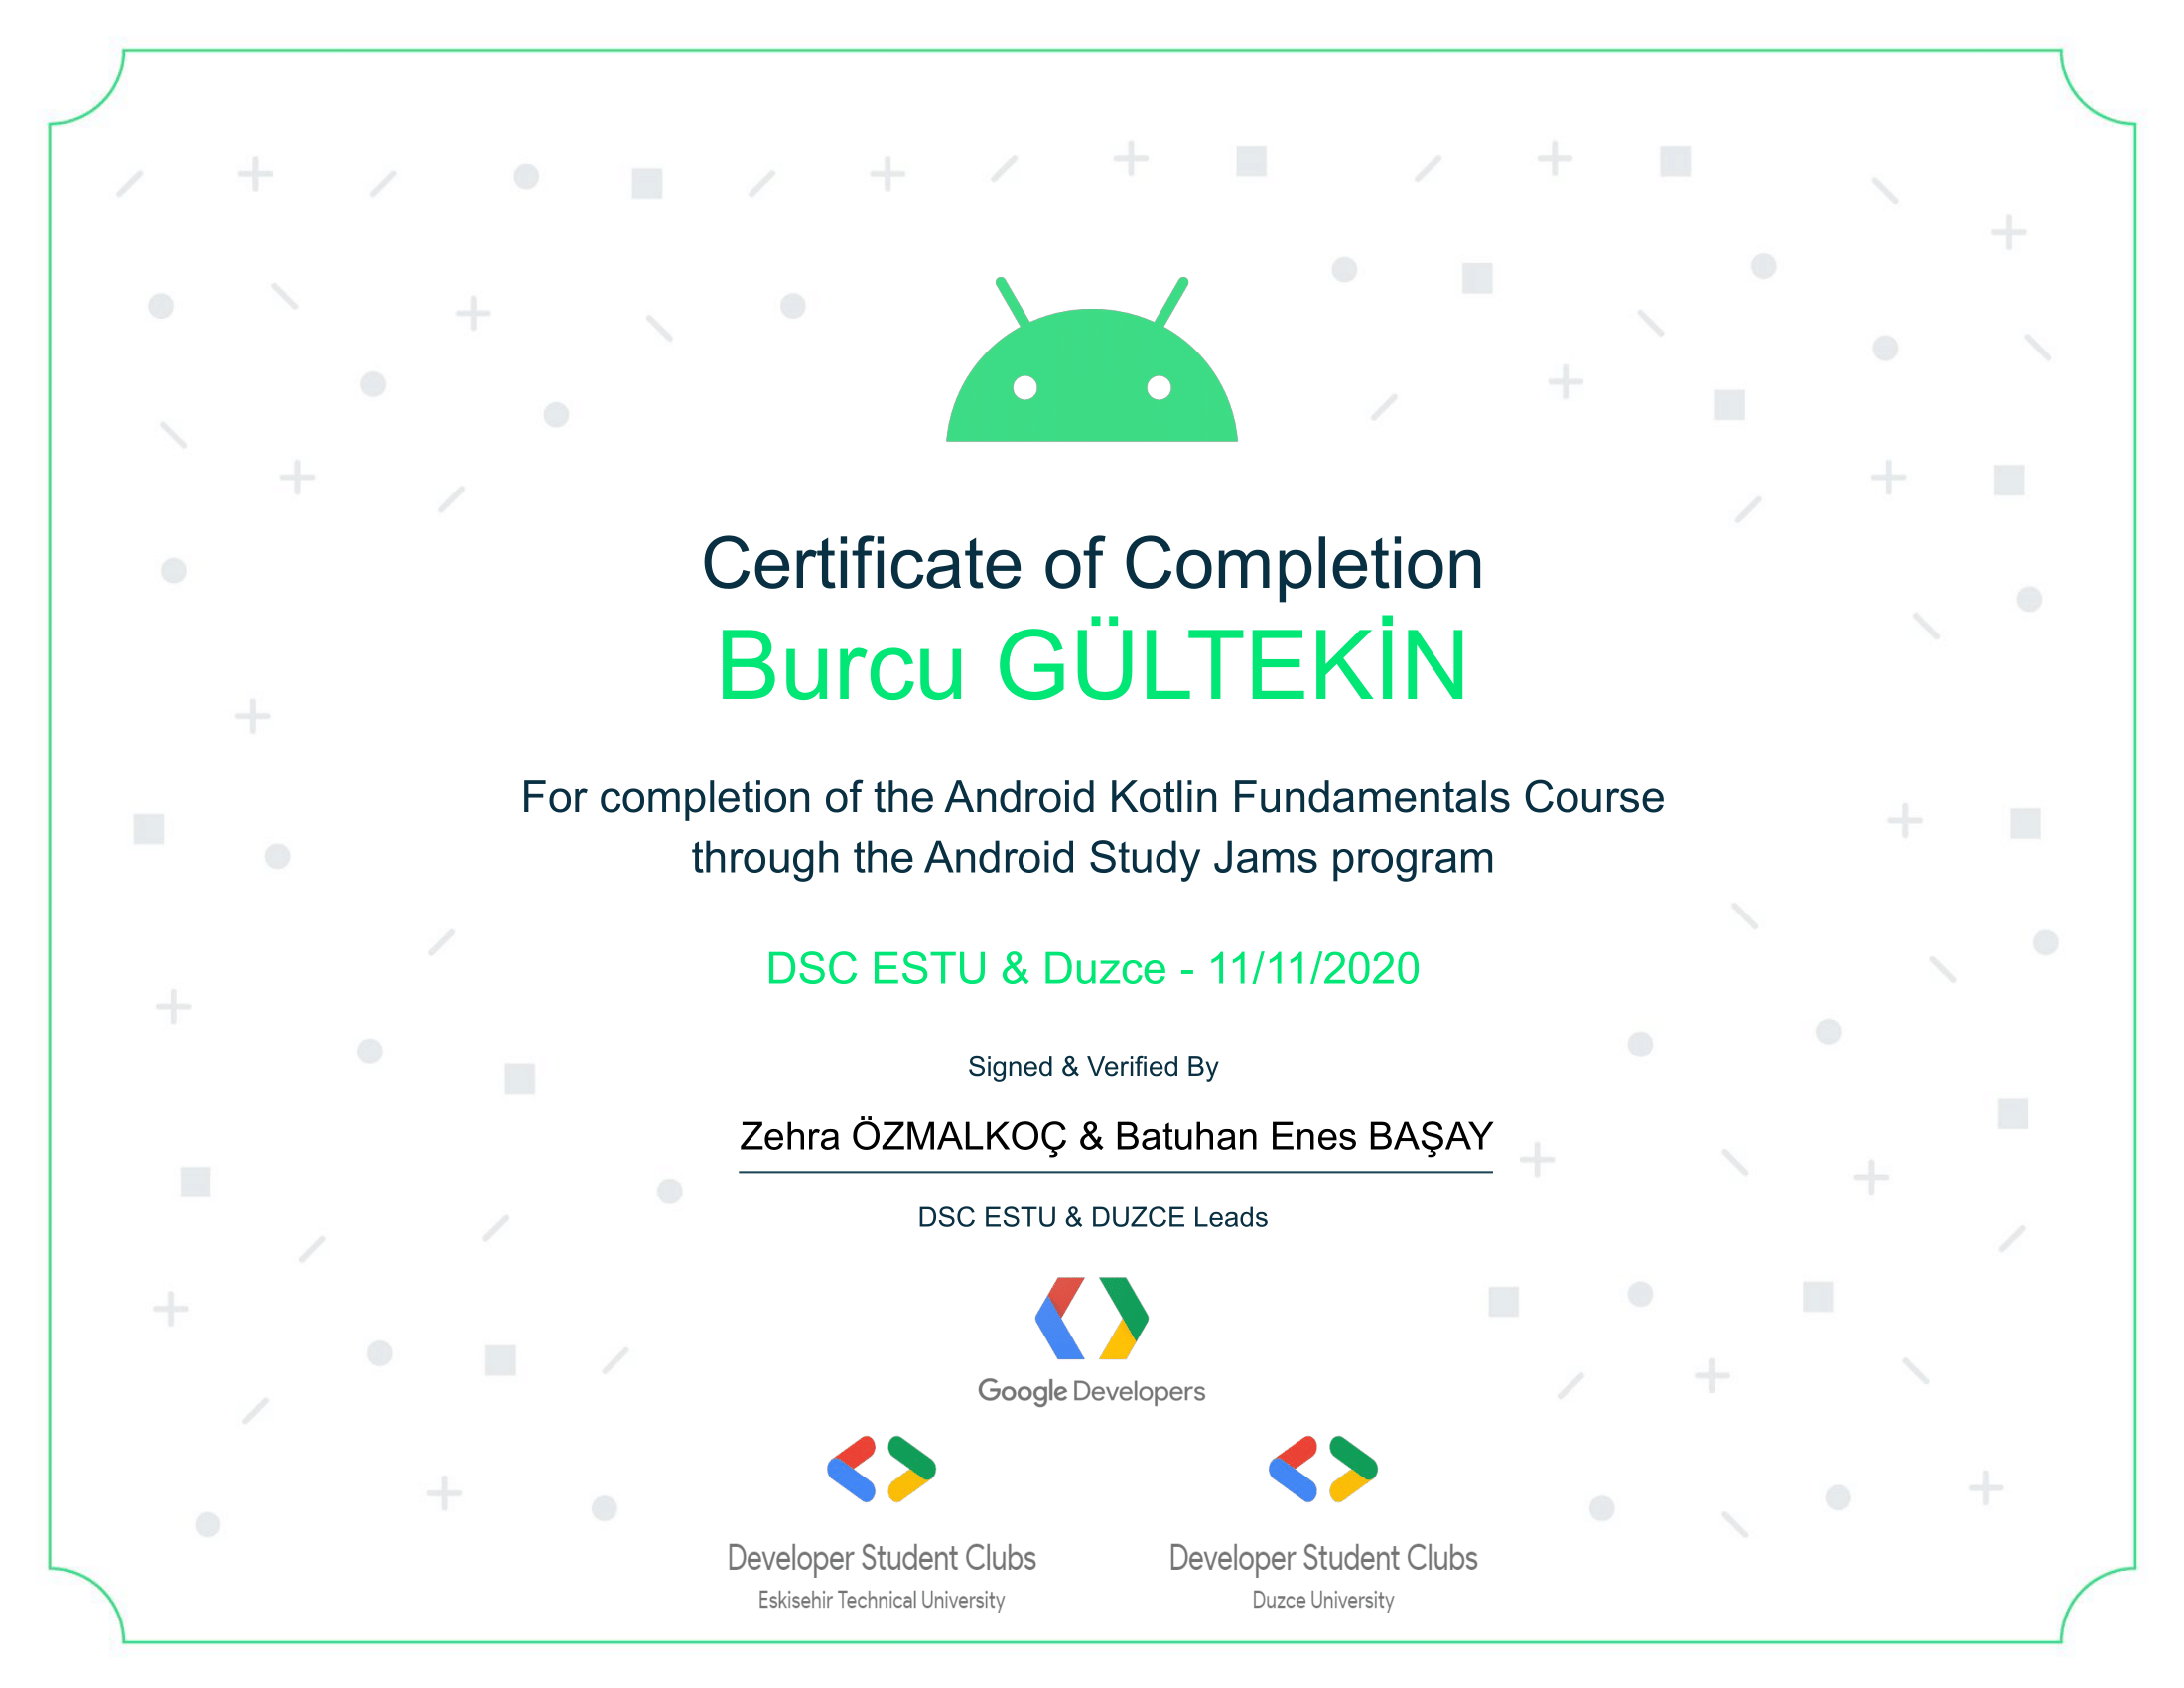 Certificate of Completion
Burcu GÜLTEKİN
For completion of the Android Kotlin Fundamentals Course
through the Android Study Jams program
DSC ESTU & Duzce - 11/11/2020
Signed & Verified By
Zehra ÖZMALKOÇ & Batuhan Enes BAŞAY
DSC ESTU & DUZCE Leads
Google Developers
Developer Student Clubs
Eskisehir Technical University
Developer Student Clubs
Duzce University